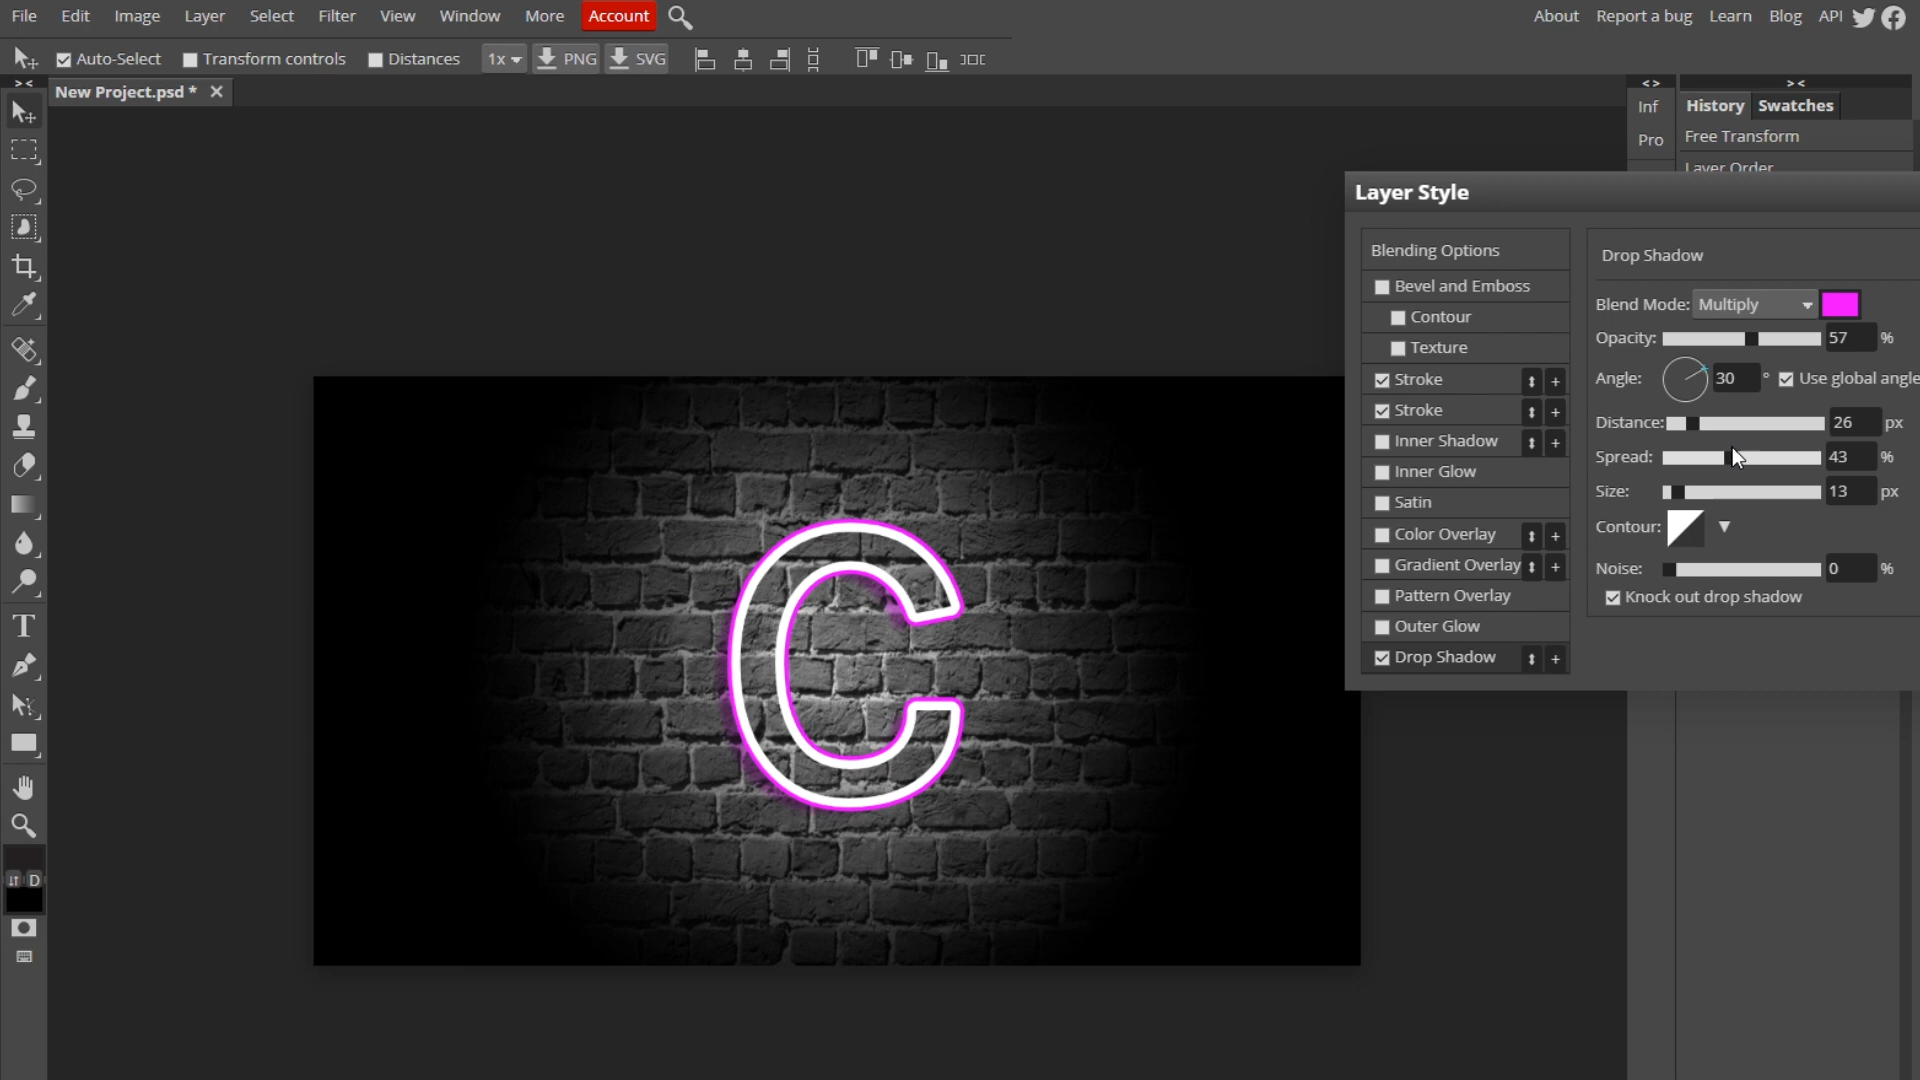 File Edit Image Layer Select Filter View Window More Account About Report a bug Learn Blog API
Auto-Select Transform controls Distances 1x PNG SVG
New Project.psd *
Inf
Pro
History Swatches
Free Transform
Layer Order
Layer Style
Blending Options
Bevel and Emboss
Contour
Texture
Stroke
Stroke
Inner Shadow
Inner Glow
Satin
Color Overlay
Gradient Overlay
Pattern Overlay
Outer Glow
Drop Shadow
Drop Shadow
Blend Mode: Multiply
Opacity: 57 %
Angle: 30 ° Use global angle
Distance: 26 px
Spread: 43 %
Size: 13 px
Contour:
Noise: 0 %
Knock out drop shadow
T
D
C